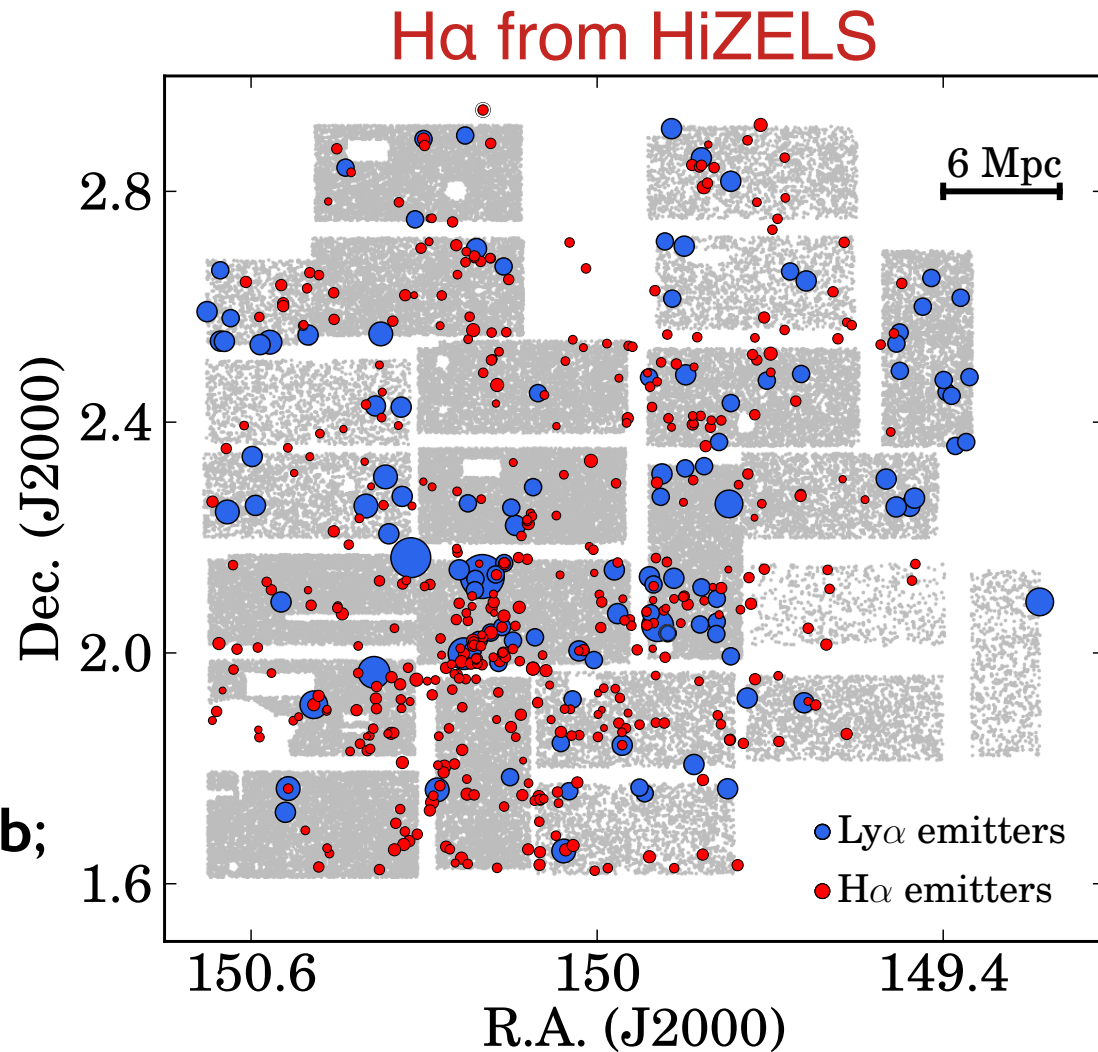 Hα from HiZELS
6 Mpc
2.8
2.4
2.0
1.6
Dec. (J2000)
b;
Lyα emitters
Hα emitters
150.6 150 149.4
R.A. (J2000)